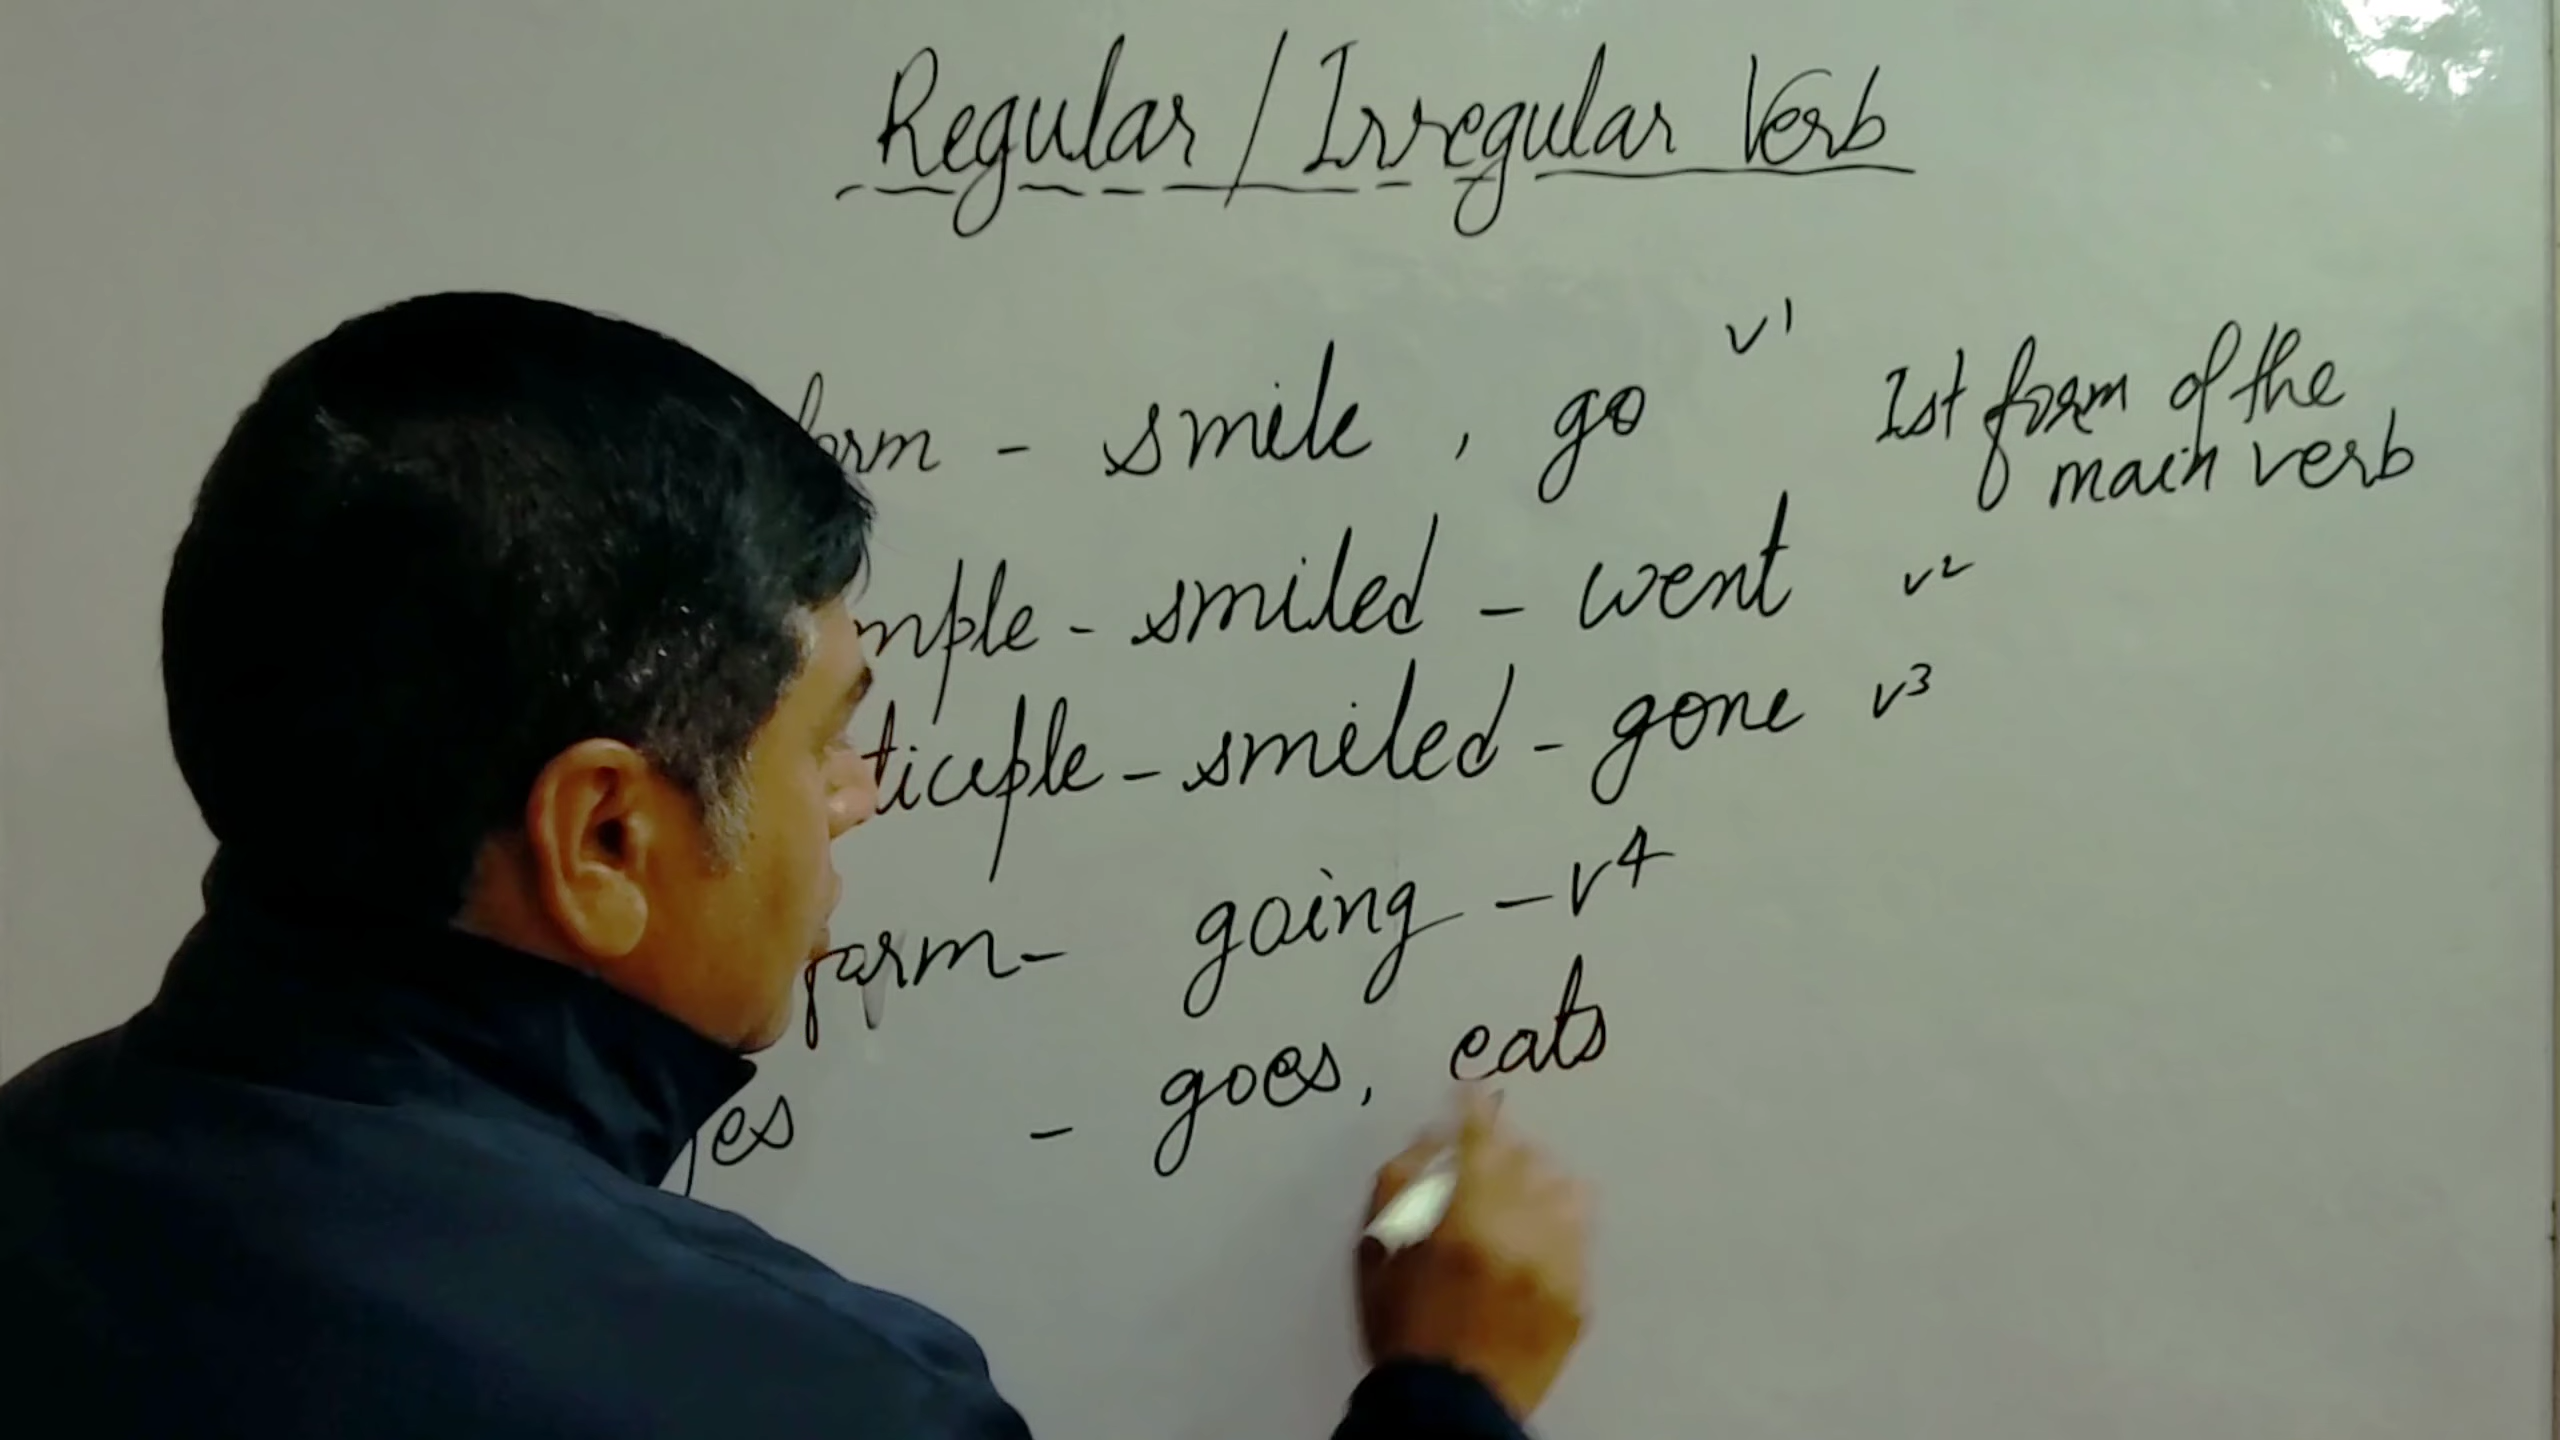 Regular / Irregular Verb
form - smile , go v1 1st form of the
main verb
mple - smiled - went v2
ticiple - smiled - gone v3
form - going - v4
es - goes, eats